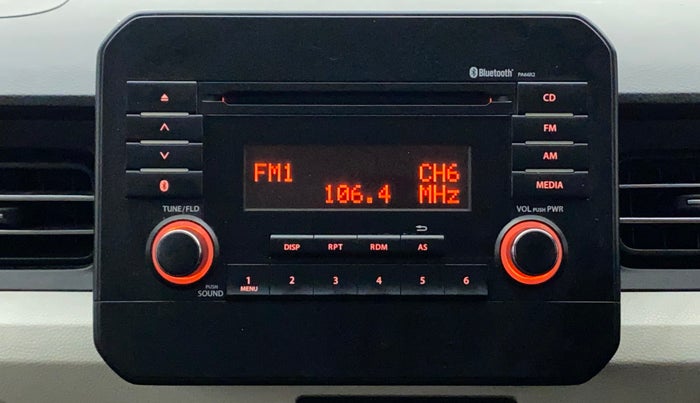 Bluetooth® PA6602
CD
FM
AM
MEDIA
FM1 CH6
106.4 MHz
TUNE/FLD
VOL PUSH PWR
DISP RPT RDM AS
PUSH
SOUND
1 2 3 4 5 6
MENU